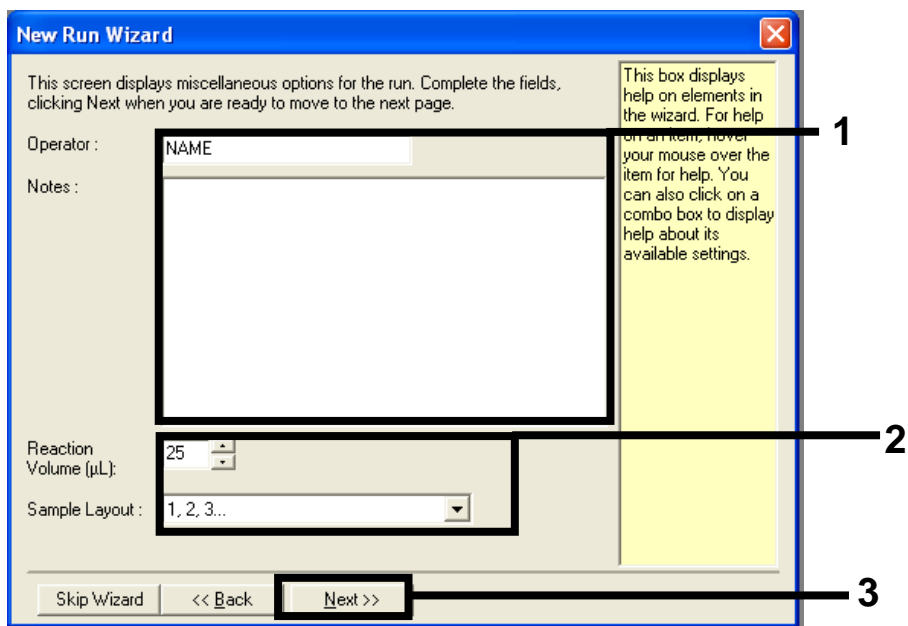 New Run Wizard
This screen displays miscellaneous options for the run. Complete the fields,
clicking Next when you are ready to move to the next page.
Operator :
NAME
Notes :
Reaction
Volume (µL):
25
Sample Layout :
1, 2, 3...
Skip Wizard
<< Back
Next >>
This box displays
help on elements in
the wizard. For help
on an item, hover
your mouse over the
item for help. You
can also click on a
combo box to display
help about its
available settings.
1
2
3